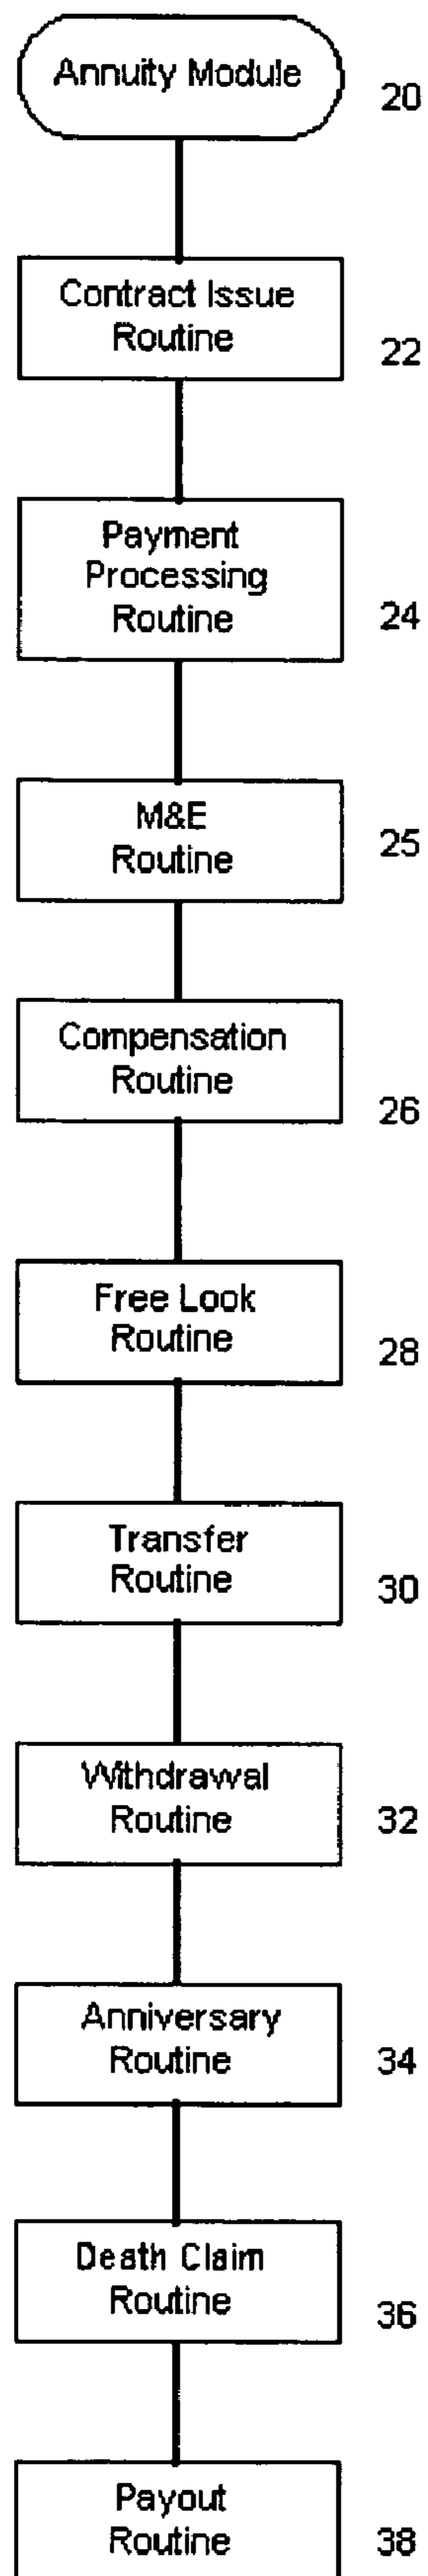 Annuity Module
20
Contract Issue
Routine
22
Payment
Processing
Routine
24
M&E
Routine
25
Compensation
Routine
26
Free Look
Routine
28
Transfer
Routine
30
Withdrawal
Routine
32
Anniversary
Routine
34
Death Claim
Routine
36
Payout
Routine
38